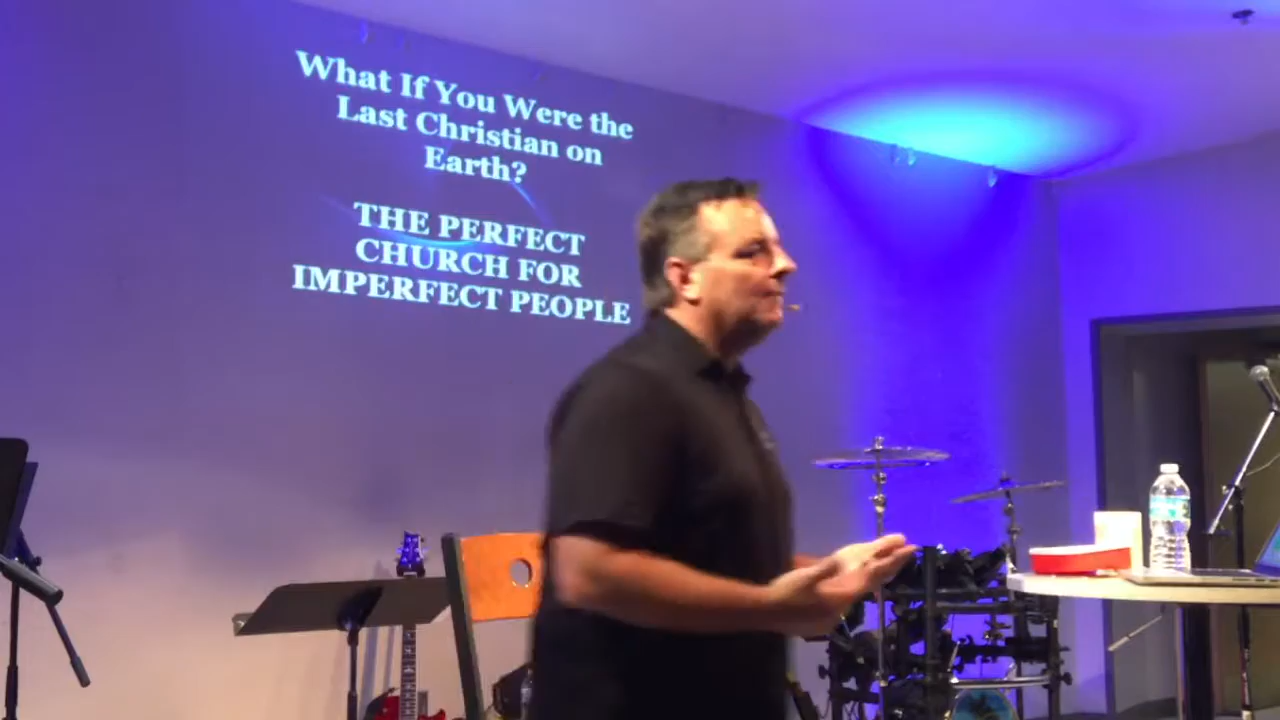 What If You Were the
Last Christian on
Earth?
THE PERFECT
CHURCH FOR
IMPERFECT PEOPLE